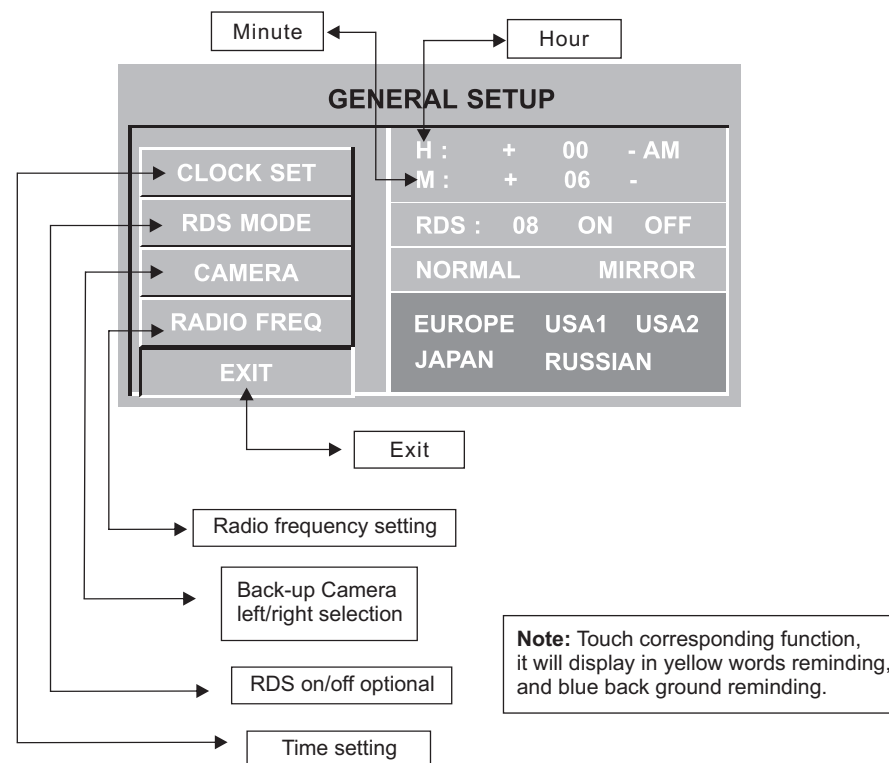 Minute
Hour
GENERAL SETUP
CLOCK SET
RDS MODE
CAMERA
RADIO FREQ
EXIT
H : + 00 - AM
M : + 06 -
RDS : 08 ON OFF
NORMAL MIRROR
EUROPE USA1 USA2
JAPAN RUSSIAN
Exit
Radio frequency setting
Back-up Camera
left/right selection
RDS on/off optional
Time setting
Note: Touch corresponding function,
it will display in yellow words reminding,
and blue back ground reminding.